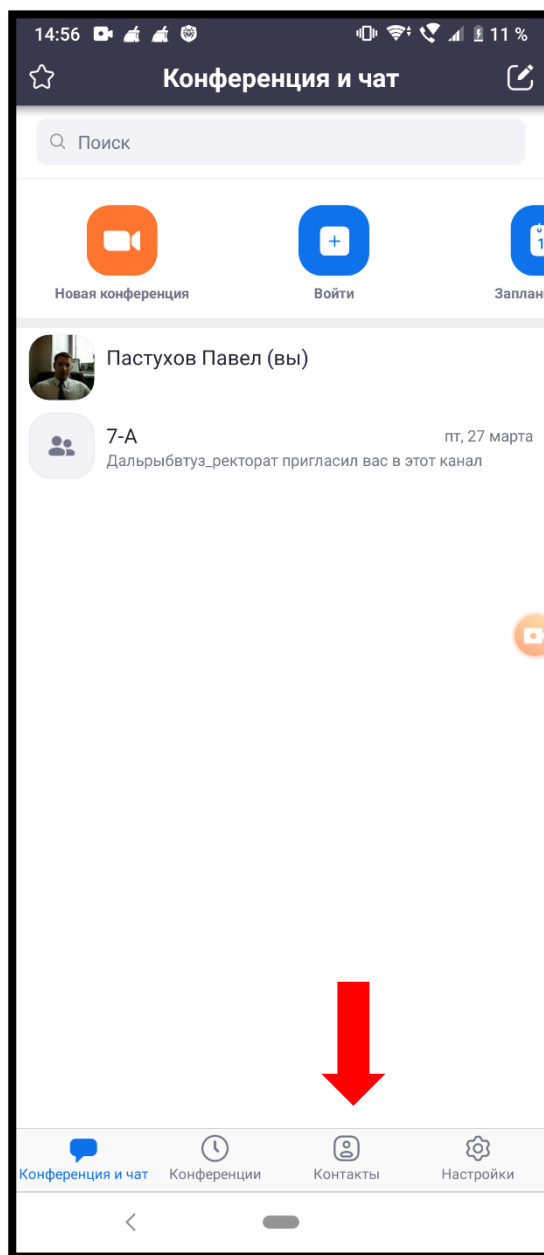 14:56 11 %
Конференция и чат
Поиск
Новая конференция Войти Заплан
Пастухов Павел (вы)
7-А пт, 27 марта
Дальрыбвтуз_ректорат пригласил вас в этот канал
Конференция и чат Конференции Контакты Настройки